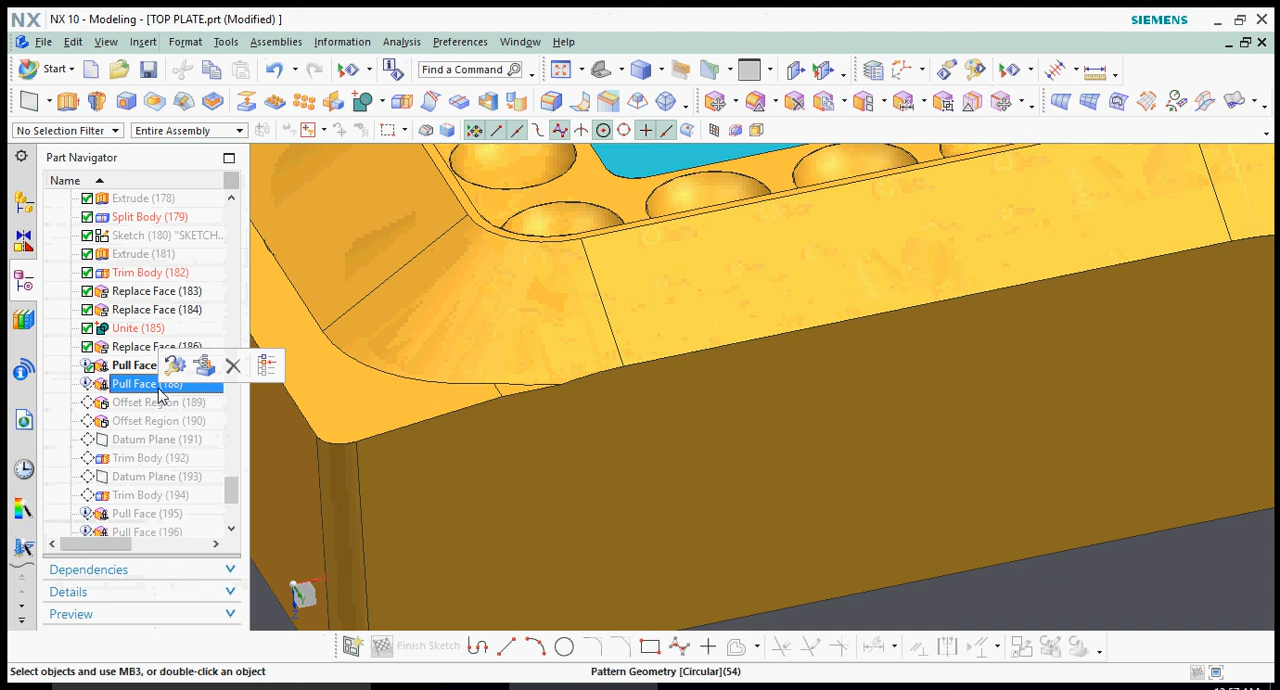 NX NX 10 - Modeling - [TOP PLATE.prt (Modified) ] SIEMENS
File Edit View Insert Format Tools Assemblies Information Analysis Preferences Window Help
Start Find a Command
No Selection Filter Entire Assembly
Part Navigator
Name
Extrude (178)
Split Body (179)
Sketch (180) "SKETCH...
Extrude (181)
Trim Body (182)
Replace Face (183)
Replace Face (184)
Unite (185)
Replace Face (186)
Pull Face
Pull Face (188)
Offset Region (189)
Offset Region (190)
Datum Plane (191)
Trim Body (192)
Datum Plane (193)
Trim Body (194)
Pull Face (195)
Pull Face (196)
Dependencies
Details
Preview
Finish Sketch
Select objects and use MB3, or double-click an object Pattern Geometry [Circular](54)